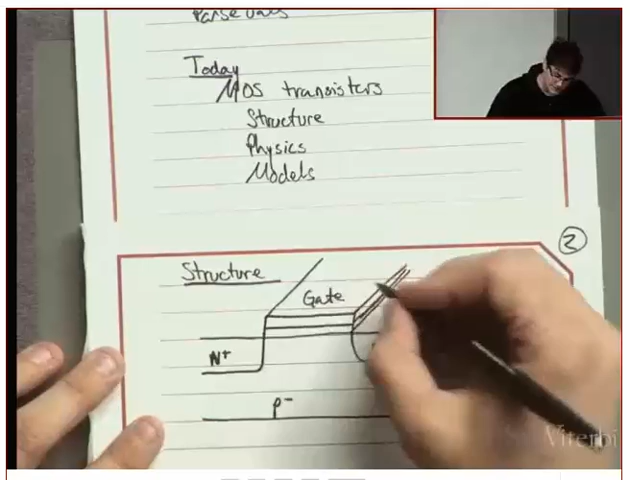 Today
MOS transistors
Structure
Physics
Models
2
Structure
Gate
N+
P-
Viterbi